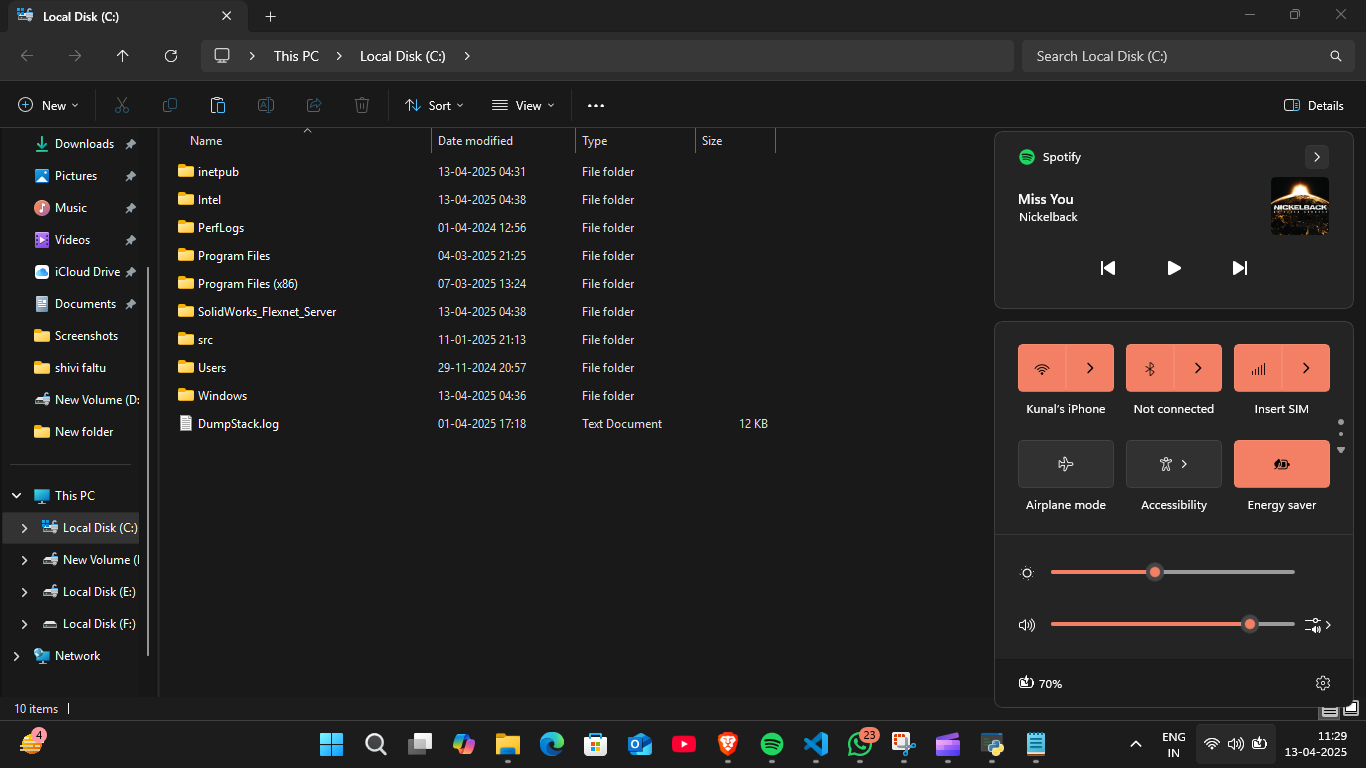 Local Disk (C:)
This PC
Local Disk (C:)
Search Local Disk (C:)
New
Sort
View
Details
Downloads
Pictures
Music
Videos
iCloud Drive
Documents
Screenshots
shivi faltu
New Volume (D:
New folder
This PC
Local Disk (C:)
New Volume (
Local Disk (E:)
Local Disk (F:)
Network
Name Date modified Type Size
inetpub 13-04-2025 04:31 File folder
Intel 13-04-2025 04:38 File folder
PerfLogs 01-04-2024 12:56 File folder
Program Files 04-03-2025 21:25 File folder
Program Files (x86) 07-03-2025 13:24 File folder
SolidWorks_Flexnet_Server 13-04-2025 04:38 File folder
src 11-01-2025 21:13 File folder
Users 29-11-2024 20:57 File folder
Windows 13-04-2025 04:36 File folder
DumpStack.log 01-04-2025 17:18 Text Document 12 KB
Spotify
Miss You
Nickelback
NICKELBACK
Kunal's iPhone
Not connected
Insert SIM
Airplane mode
Accessibility
Energy saver
70%
10 items
4
23
ENG
IN
11:29
13-04-2025